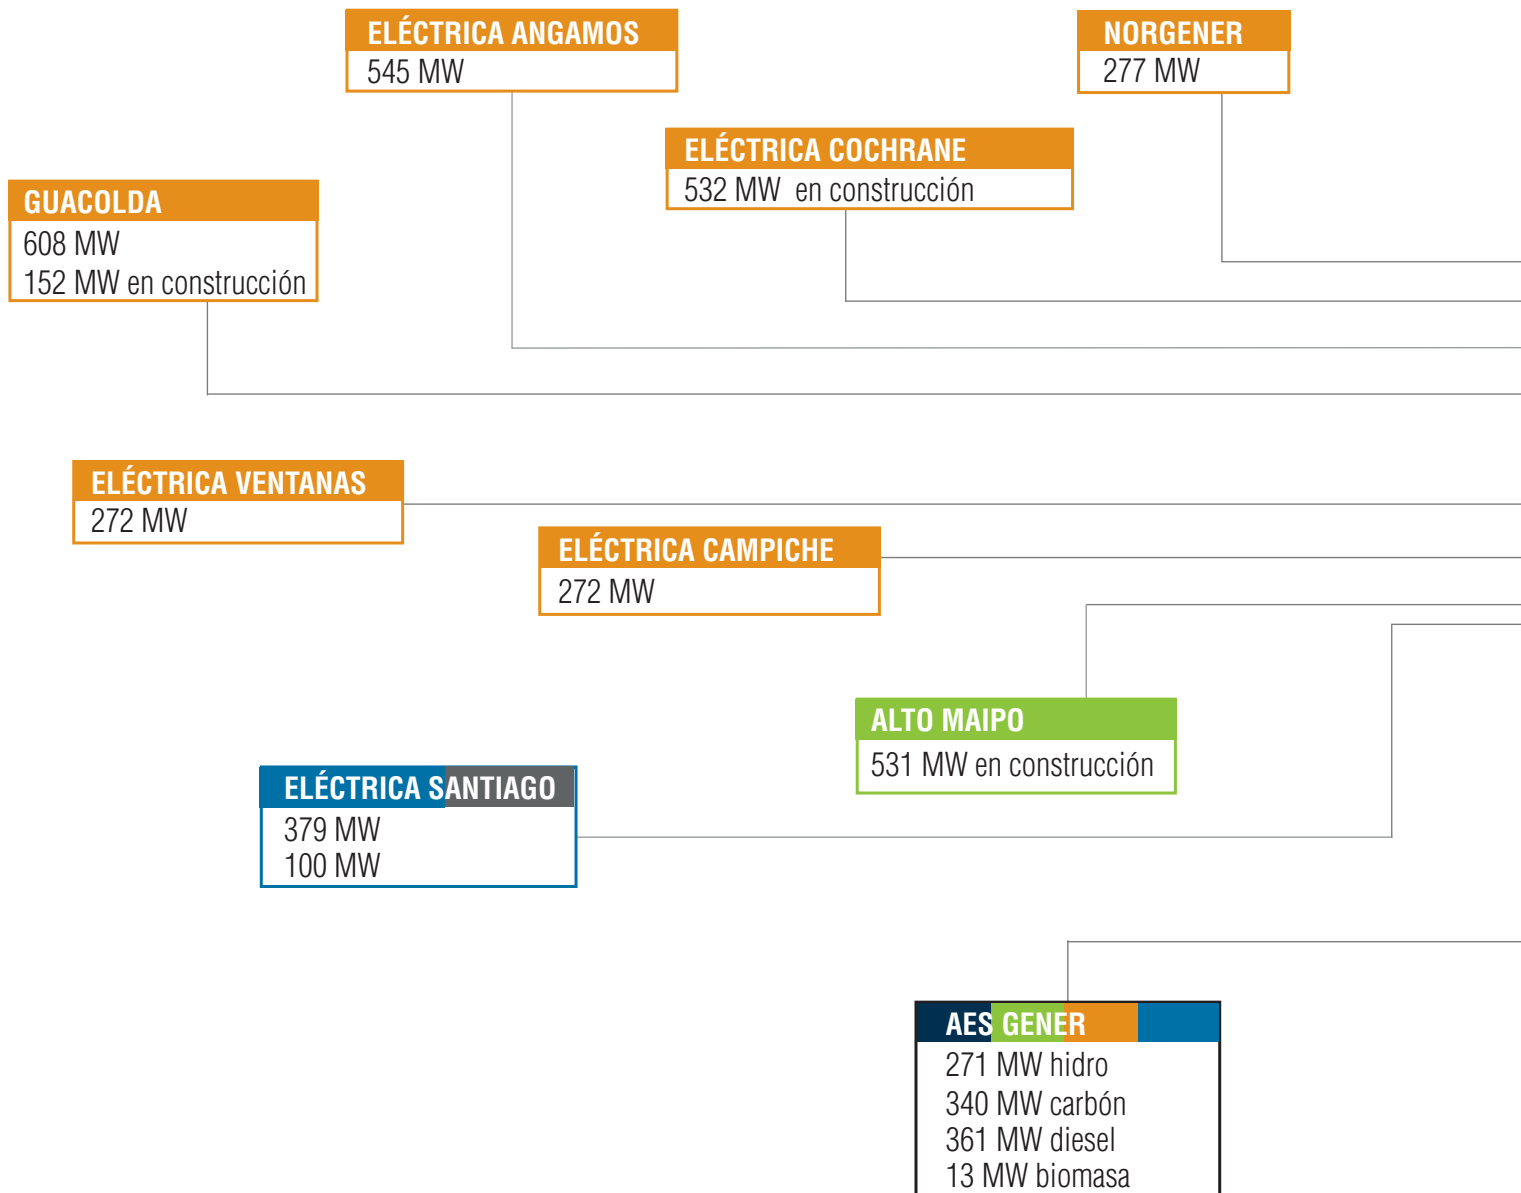 ELÉCTRICA ANGAMOS
545 MW
NORGENER
277 MW
ELÉCTRICA COCHRANE
532 MW en construcción
GUACOLDA
608 MW
152 MW en construcción
ELÉCTRICA VENTANAS
272 MW
ELÉCTRICA CAMPICHE
272 MW
ALTO MAIPO
531 MW en construcción
ELÉCTRICA SANTIAGO
379 MW
100 MW
AES GENER
271 MW hidro
340 MW carbón
361 MW diesel
13 MW biomasa